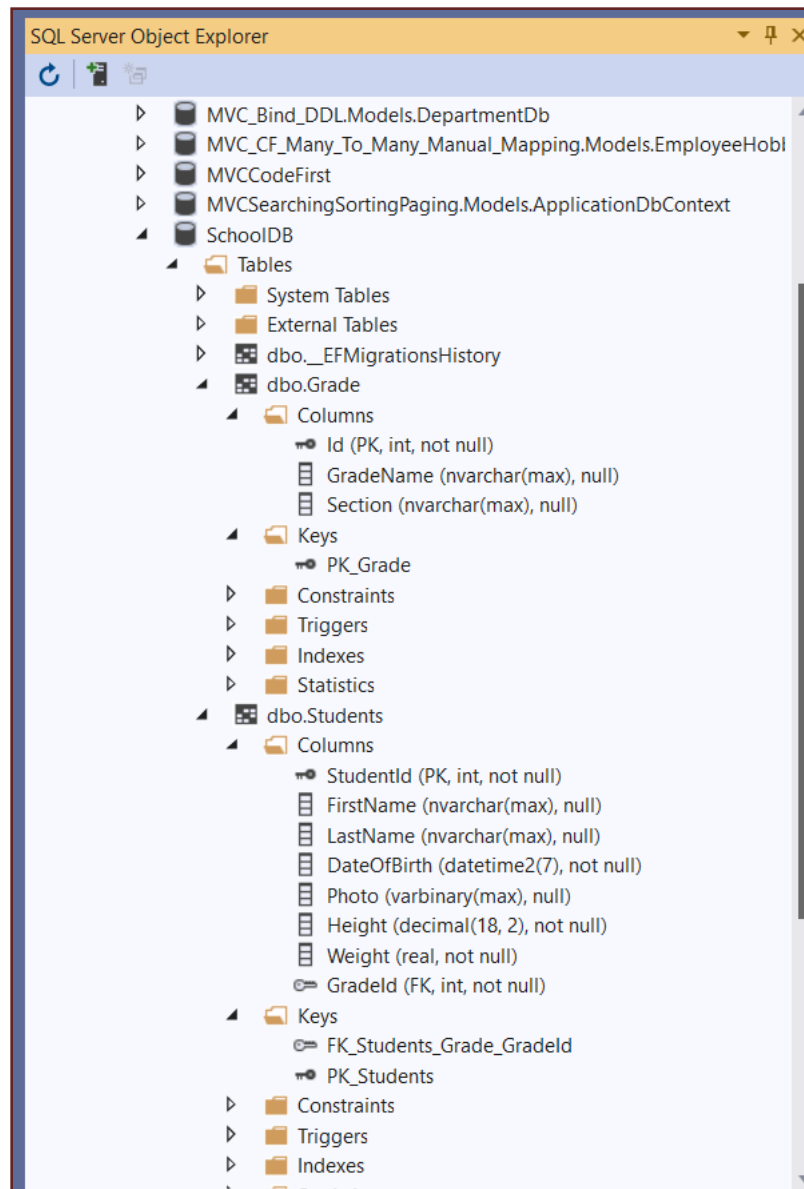 SQL Server Object Explorer
MVC_Bind_DDL.Models.DepartmentDb
MVC_CF_Many_To_Many_Manual_Mapping.Models.EmployeeHobl
MVCCodeFirst
MVCSearchingSortingPaging.Models.ApplicationDbContext
SchoolDB
Tables
System Tables
External Tables
dbo.__EFMigrationsHistory
dbo.Grade
Columns
Id (PK, int, not null)
GradeName (nvarchar(max), null)
Section (nvarchar(max), null)
Keys
PK_Grade
Constraints
Triggers
Indexes
Statistics
dbo.Students
Columns
StudentId (PK, int, not null)
FirstName (nvarchar(max), null)
LastName (nvarchar(max), null)
DateOfBirth (datetime2(7), not null)
Photo (varbinary(max), null)
Height (decimal(18, 2), not null)
Weight (real, not null)
GradeId (FK, int, not null)
Keys
FK_Students_Grade_GradeId
PK_Students
Constraints
Triggers
Indexes